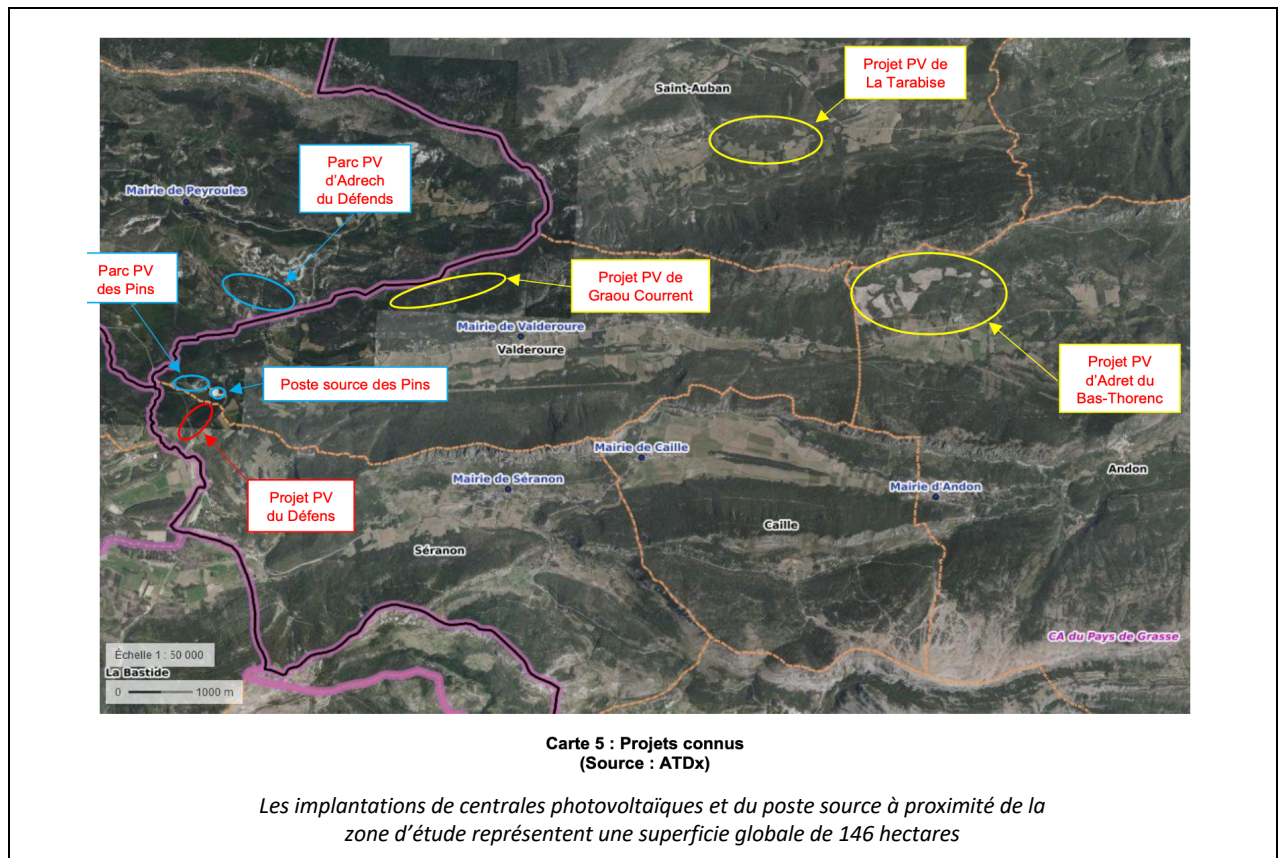 Projet PV de
La Tarabise
Saint-Auban
Parc PV
d'Adrech
du Défends
Mairie de Peyroules
Parc PV
des Pins
Projet PV de
Graou Courrent
Mairie de Valderoure
Valderoure
Projet PV
d'Adret du
Bas-Thorenc
Poste source des Pins
Mairie de Caille
Andon
Mairie de Séranon
Mairie d'Andon
Projet PV
du Défens
Caille
Séranon
CA du Pays de Grasse
Échelle 1 : 50 000
La Bastide
0 1000 m
Carte 5 : Projets connus
(Source : ATDx)
Les implantations de centrales photovoltaïques et du poste source à proximité de la
zone d'étude représentent une superficie globale de 146 hectares